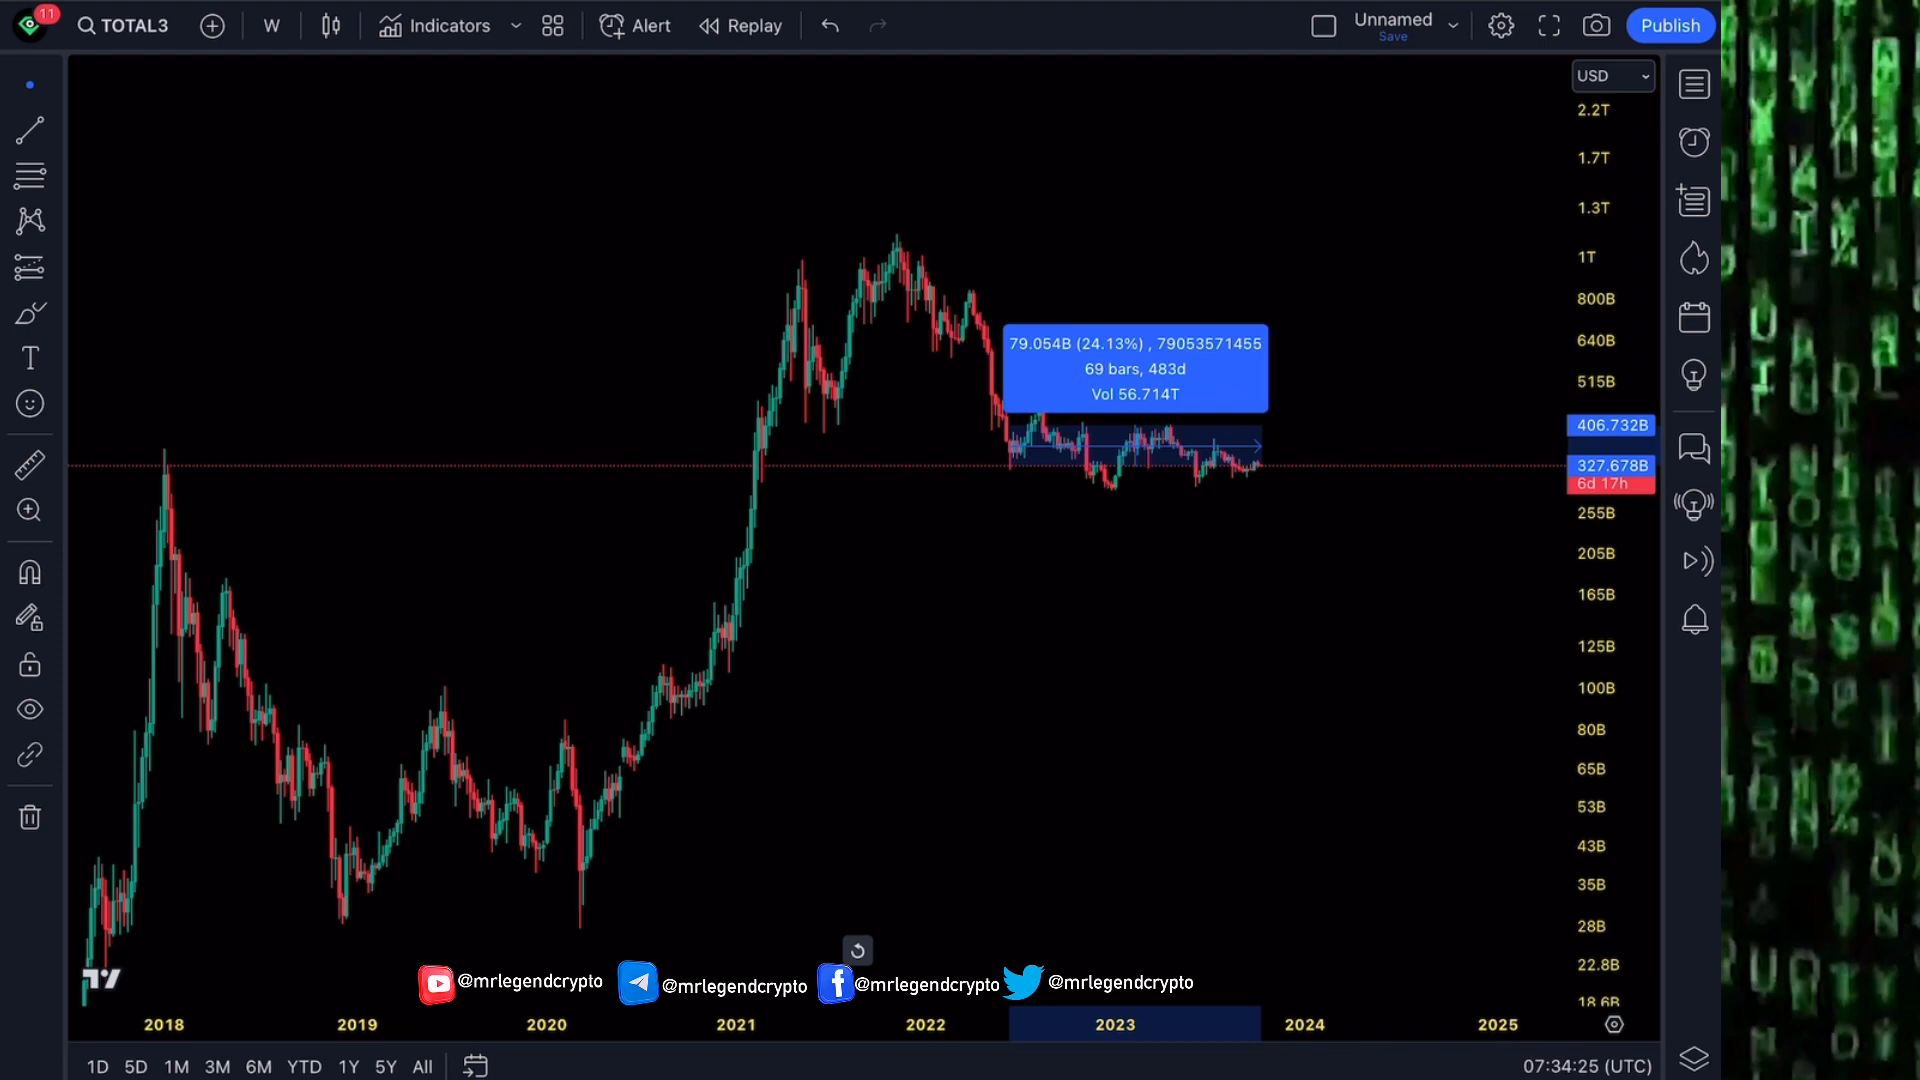 11
TOTAL3
W
Indicators
Alert
Replay
Unnamed
Save
Publish
USD
2.2T
1.7T
1.3T
1T
800B
640B
515B
406.732B
327.678B
6d 17h
255B
205B
165B
125B
100B
80B
65B
53B
43B
35B
28B
22.8B
18.6B
79.054B (24.13%) , 79053571455
69 bars, 483d
Vol 56.714T
@mrlegendcrypto
@mrlegendcrypto
@mrlegendcrypto
@mrlegendcrypto
2018
2019
2020
2021
2022
2023
2024
2025
1D 5D 1M 3M 6M YTD 1Y 5Y All
07:34:25 (UTC)